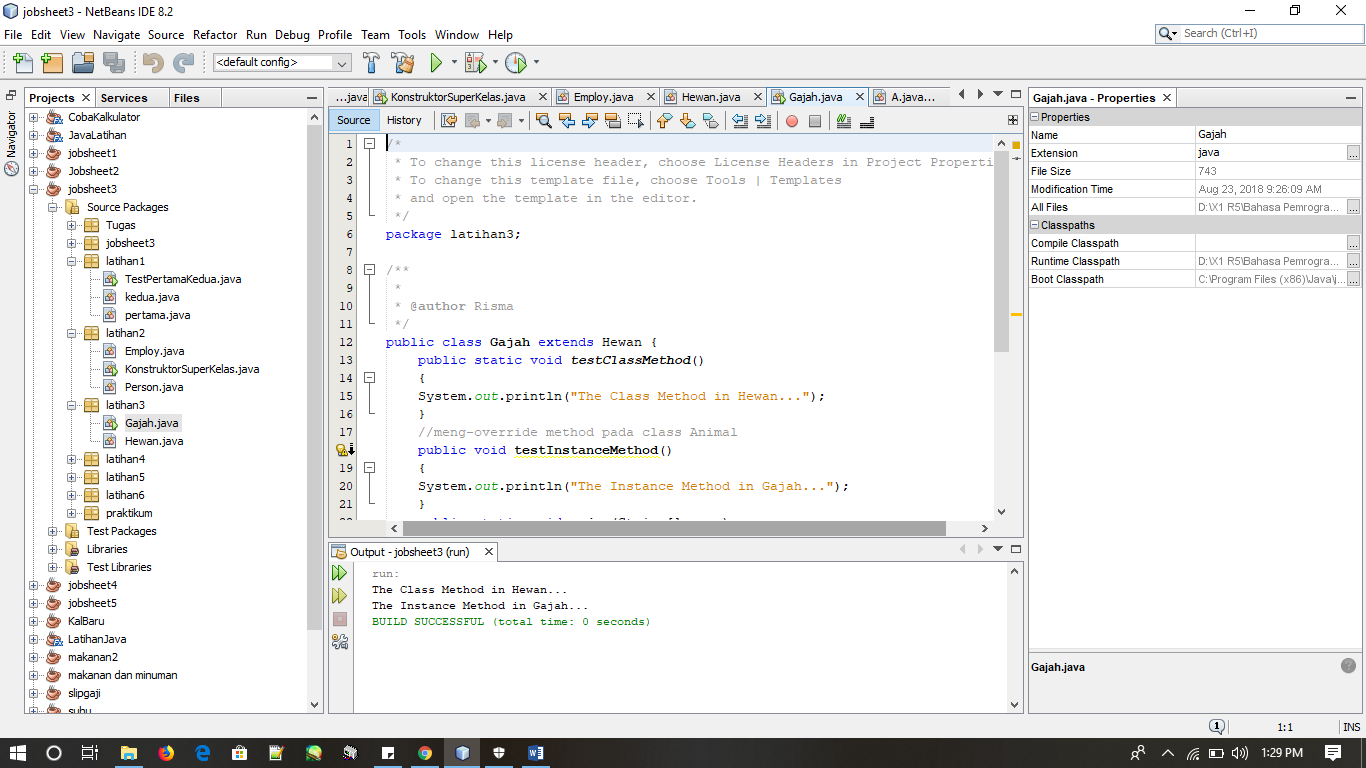 jobsheet3 - NetBeans IDE 8.2
File Edit View Navigate Source Refactor Run Debug Profile Team Tools Window Help
Search (Ctrl+I)
<default config>
Navigator
Projects Services Files
CobaKalkulator
JavaLatihan
jobsheet1
Jobsheet2
jobsheet3
Source Packages
Tugas
jobsheet3
latihan1
TestPertamaKedua.java
kedua.java
pertama.java
latihan2
Employ.java
KonstruktorSuperKelas.java
Person.java
latihan3
Gajah.java
Hewan.java
latihan4
latihan5
latihan6
praktikum
Test Packages
Libraries
Test Libraries
jobsheet4
jobsheet5
KalBaru
LatihanJava
makanan2
makanan dan minuman
slipgaji
suhu
...java KonstruktorSuperKelas.java Employ.java Hewan.java Gajah.java A.java...
Source History
1 /*
2 * To change this license header, choose License Headers in Project Properti
3 * To change this template file, choose Tools | Templates
4 * and open the template in the editor.
5 */
6 package latihan3;
7
8 /**
9 *
10 * @author Risma
11 */
12 public class Gajah extends Hewan {
13 public static void testClassMethod()
14 {
15 System.out.println("The Class Method in Hewan...");
16 }
17 //meng-override method pada class Animal
public void testInstanceMethod()
19 {
20 System.out.println("The Instance Method in Gajah...");
21 }
Output - jobsheet3 (run)
run:
The Class Method in Hewan...
The Instance Method in Gajah...
BUILD SUCCESSFUL (total time: 0 seconds)
Gajah.java - Properties
Properties
Name Gajah
Extension java
File Size 743
Modification Time Aug 23, 2018 9:26:09 AM
All Files D:\X1 R5\Bahasa Pemrogra...
Classpaths
Compile Classpath
Runtime Classpath D:\X1 R5\Bahasa Pemrogra...
Boot Classpath C:\Program Files (x86)\Java\j...
Gajah.java
1 1:1 INS
1:29 PM